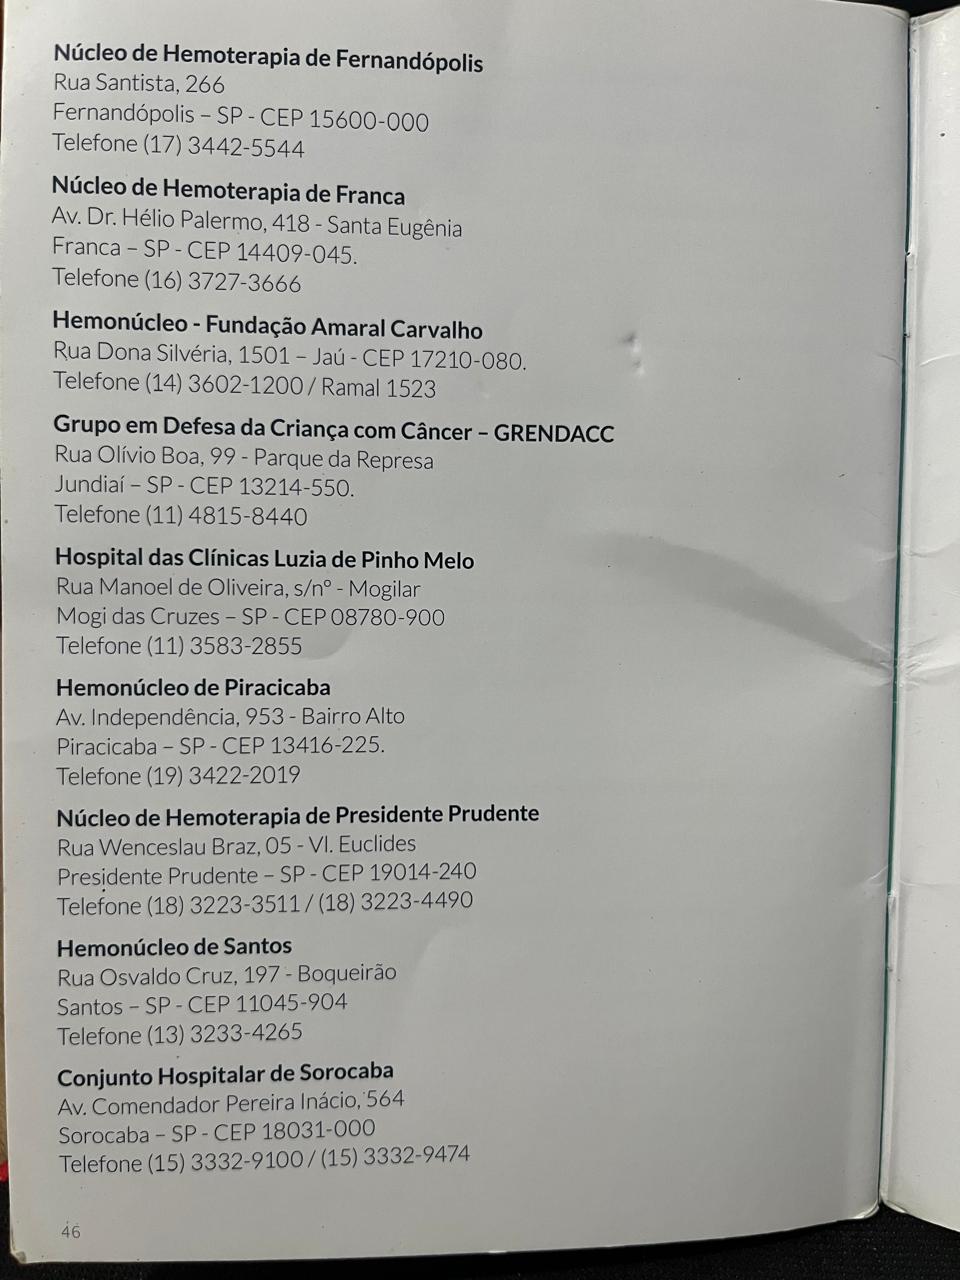 Núcleo de Hemoterapia de Fernandópolis
Rua Santista, 266
Fernandópolis – SP - CEP 15600-000
Telefone (17) 3442-5544
Núcleo de Hemoterapia de Franca
Av. Dr. Hélio Palermo, 418 - Santa Eugênia
Franca – SP - CEP 14409-045.
Telefone (16) 3727-3666
Hemonúcleo - Fundação Amaral Carvalho
Rua Dona Silvéria, 1501 – Jaú - CEP 17210-080.
Telefone (14) 3602-1200 / Ramal 1523
Grupo em Defesa da Criança com Câncer – GRENDACC
Rua Olívio Boa, 99 - Parque da Represa
Jundiaí – SP - CEP 13214-550.
Telefone (11) 4815-8440
Hospital das Clínicas Luzia de Pinho Melo
Rua Manoel de Oliveira, s/nº - Mogilar
Mogi das Cruzes – SP - CEP 08780-900
Telefone (11) 3583-2855
Hemonúcleo de Piracicaba
Av. Independência, 953 - Bairro Alto
Piracicaba – SP - CEP 13416-225.
Telefone (19) 3422-2019
Núcleo de Hemoterapia de Presidente Prudente
Rua Wenceslau Braz, 05 - Vl. Euclides
Presidente Prudente – SP - CEP 19014-240
Telefone (18) 3223-3511 / (18) 3223-4490
Hemonúcleo de Santos
Rua Osvaldo Cruz, 197 - Boqueirão
Santos – SP - CEP 11045-904
Telefone (13) 3233-4265
Conjunto Hospitalar de Sorocaba
Av. Comendador Pereira Inácio, 564
Sorocaba – SP - CEP 18031-000
Telefone (15) 3332-9100 / (15) 3332-9474
46